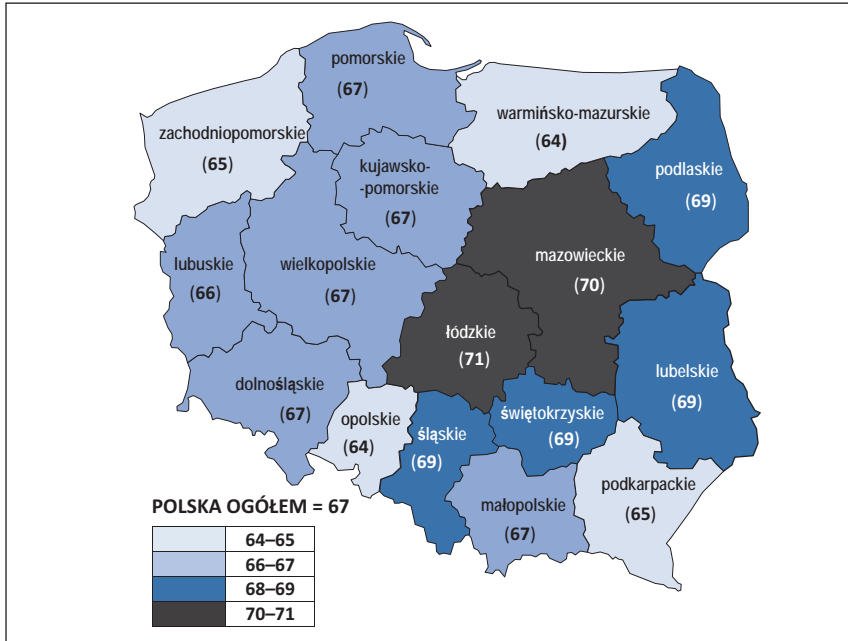 pomorskie
(67)
warmińsko-mazurskie
(64)
zachodniopomorskie
(65)
podlaskie
(69)
kujawsko-
-pomorskie
(67)
mazowieckie
(70)
lubuskie
(66)
wielkopolskie
(67)
łódzkie
(71)
lubelskie
(69)
dolnośląskie
(67)
opolskie
(64)
śląskie
(69)
świętokrzyskie
(69)
małopolskie
(67)
podkarpackie
(65)
POLSKA OGÓŁEM = 67
64–65
66–67
68–69
70–71